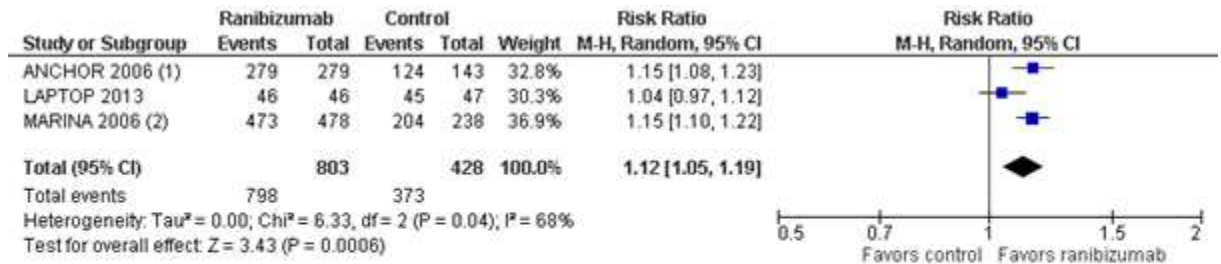 Ranibizumab Control Risk Ratio Risk Ratio
Study or Subgroup Events Total Events Total Weight M-H, Random, 95% CI M-H, Random, 95% CI
ANCHOR 2006 (1) 279 279 124 143 32.8% 1.15 [1.08, 1.23]
LAPTOP 2013 46 46 45 47 30.3% 1.04 [0.97, 1.12]
MARINA 2006 (2) 473 478 204 238 36.9% 1.15 [1.10, 1.22]
Total (95% CI) 803 428 100.0% 1.12 [1.05, 1.19]
Total events 798 373
Heterogeneity: Tau² = 0.00; Chi² = 6.33, df = 2 (P = 0.04); I² = 68%
Test for overall effect: Z = 3.43 (P = 0.0006)
0.5 0.7 1 1.5 2
Favors control Favors ranibizumab